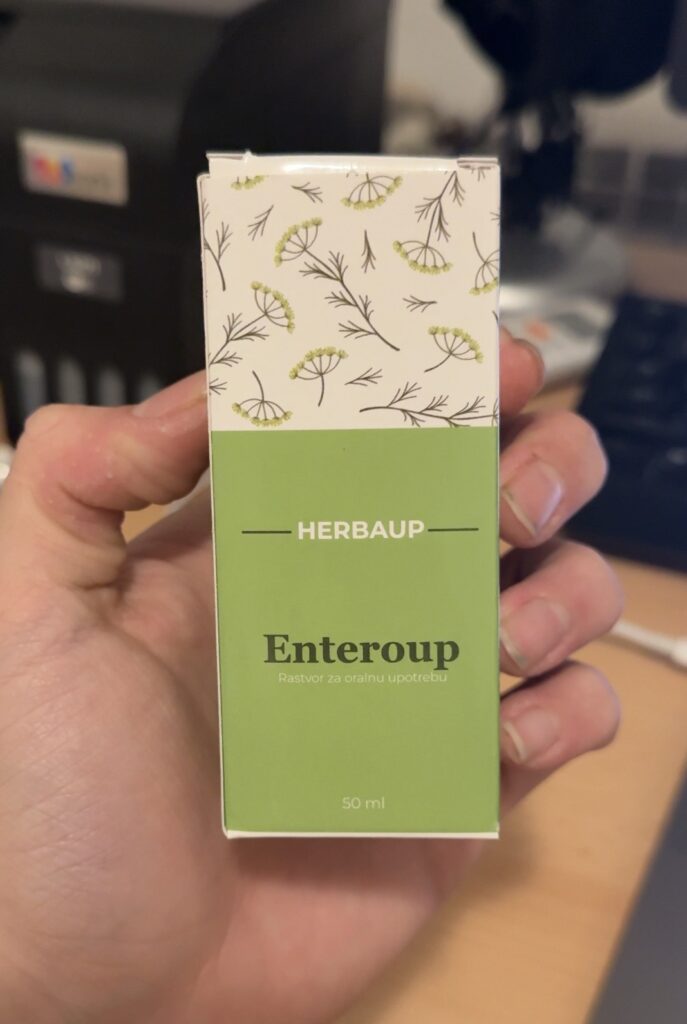 HERBAUP
Enteroup
Rastvor za oralnu upotrebu
50 ml